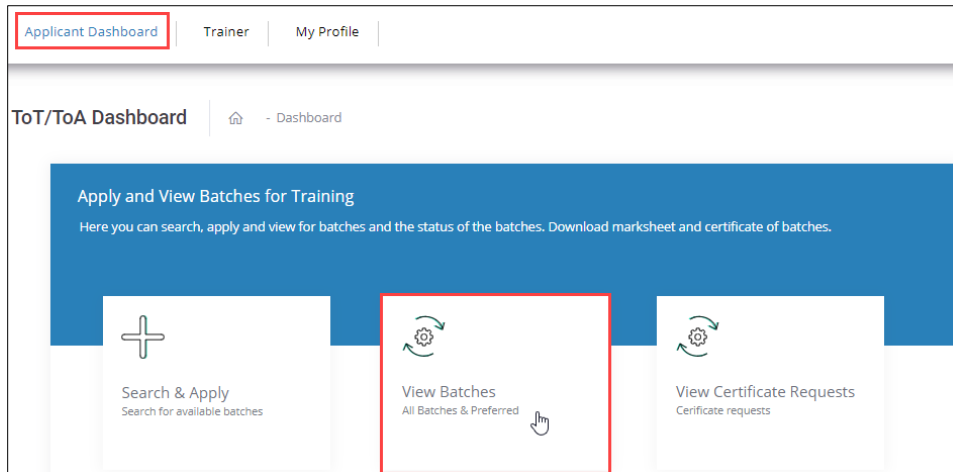 Applicant Dashboard Trainer My Profile
ToT/ToA Dashboard - Dashboard
Apply and View Batches for Training
Here you can search, apply and view for batches and the status of the batches. Download marksheet and certificate of batches.
Search & Apply
Search for available batches
View Batches
All Batches & Preferred
View Certificate Requests
Cerificate requests